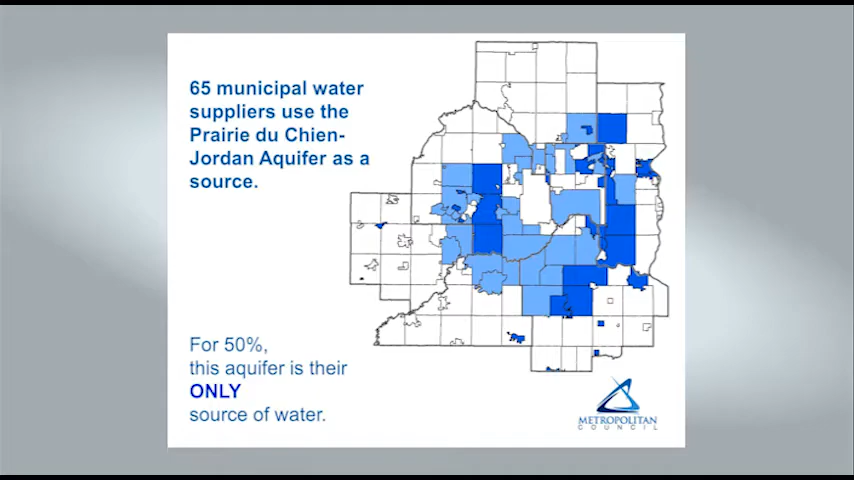 65 municipal water
suppliers use the
Prairie du Chien-
Jordan Aquifer as a
source.
For 50%,
this aquifer is their
ONLY
source of water.
METROPOLITAN
COUNCIL